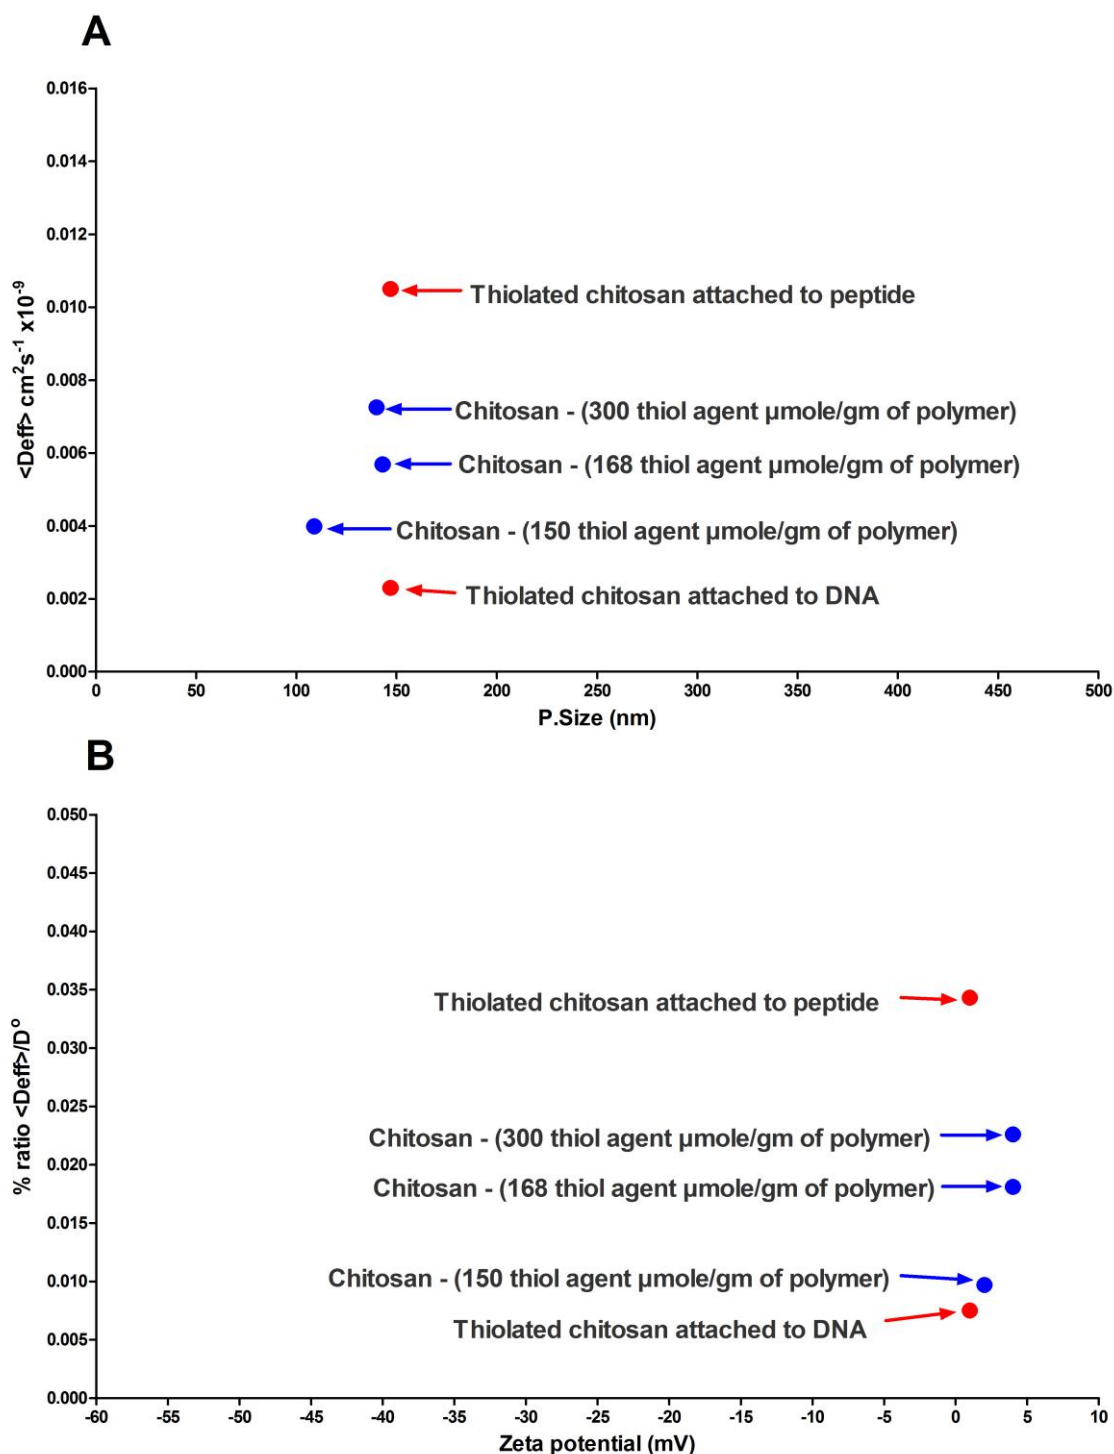 A
0.016
0.014
0.012
0.010
0.008
0.006
0.004
0.002
0.000
<Deff> cm²s⁻¹ x10⁻⁹
Thiolated chitosan attached to peptide
Chitosan - (300 thiol agent µmole/gm of polymer)
Chitosan - (168 thiol agent µmole/gm of polymer)
Chitosan - (150 thiol agent µmole/gm of polymer)
Thiolated chitosan attached to DNA
0 50 100 150 200 250 300 350 400 450 500
P.Size (nm)
B
0.050
0.045
0.040
0.035
0.030
0.025
0.020
0.015
0.010
0.005
0.000
% ratio <Deff>/D°
Thiolated chitosan attached to peptide
Chitosan - (300 thiol agent µmole/gm of polymer)
Chitosan - (168 thiol agent µmole/gm of polymer)
Chitosan - (150 thiol agent µmole/gm of polymer)
Thiolated chitosan attached to DNA
-60 -55 -50 -45 -40 -35 -30 -25 -20 -15 -10 -5 0 5 10
Zeta potential (mV)